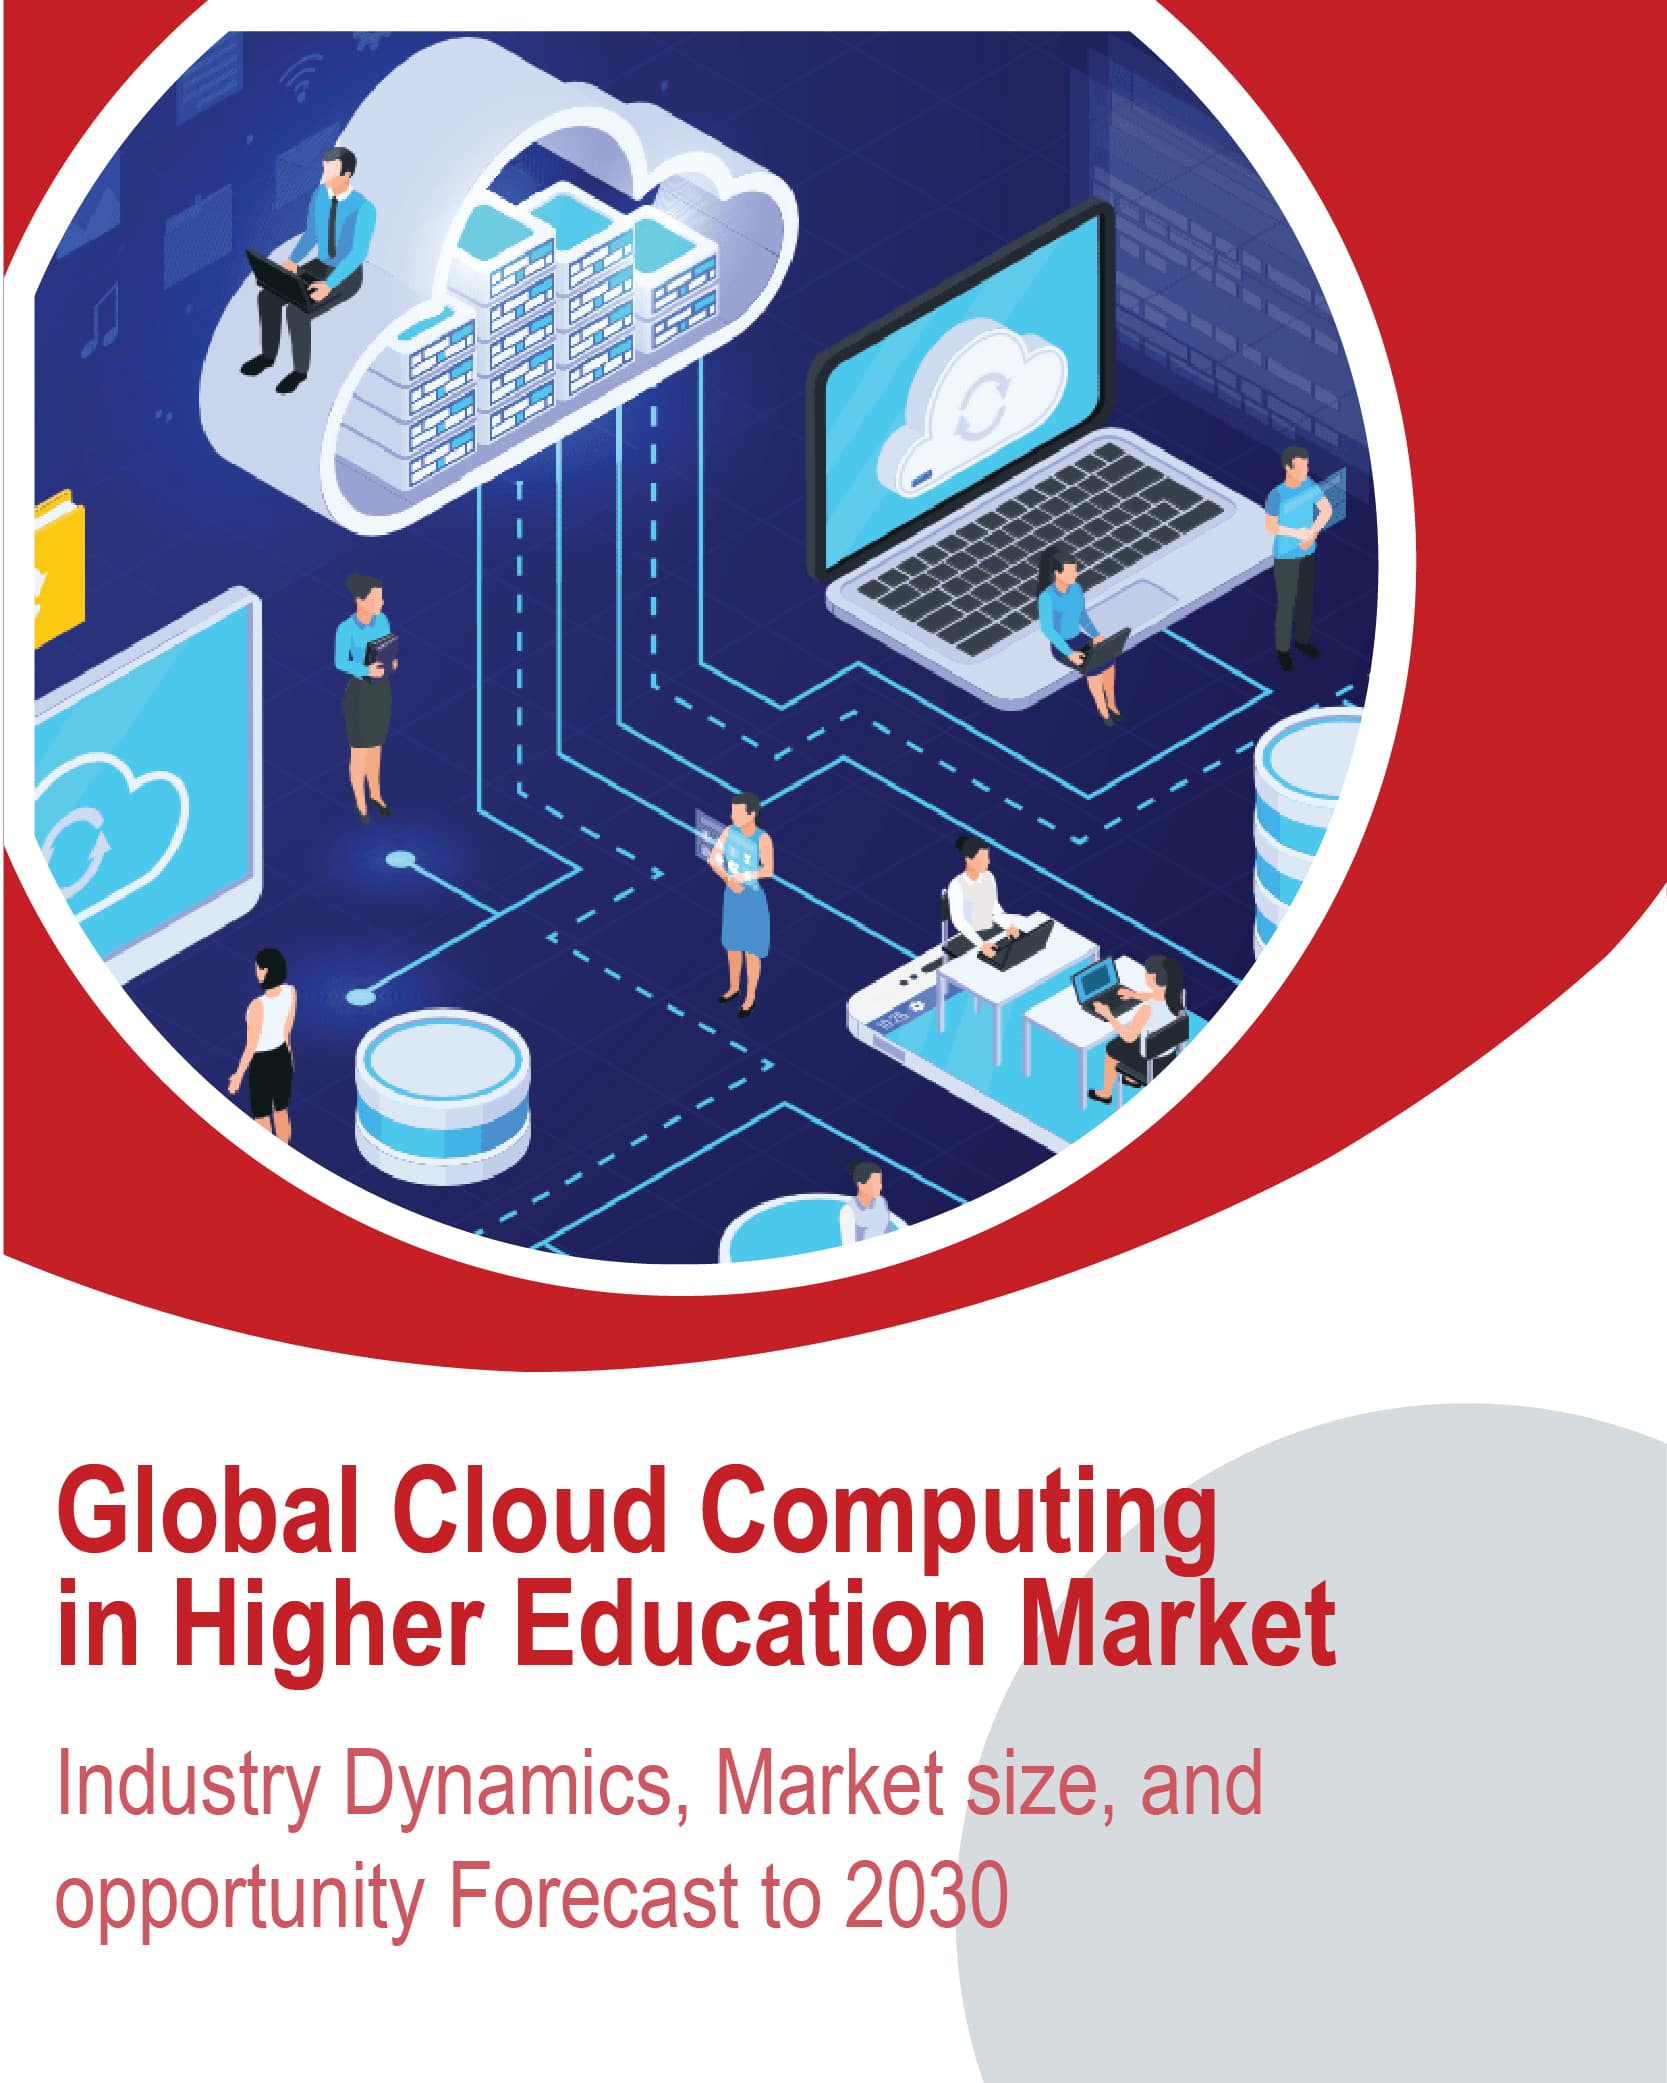 Global Cloud Computing
in Higher Education Market
Industry Dynamics, Market size, and
opportunity Forecast to 2030